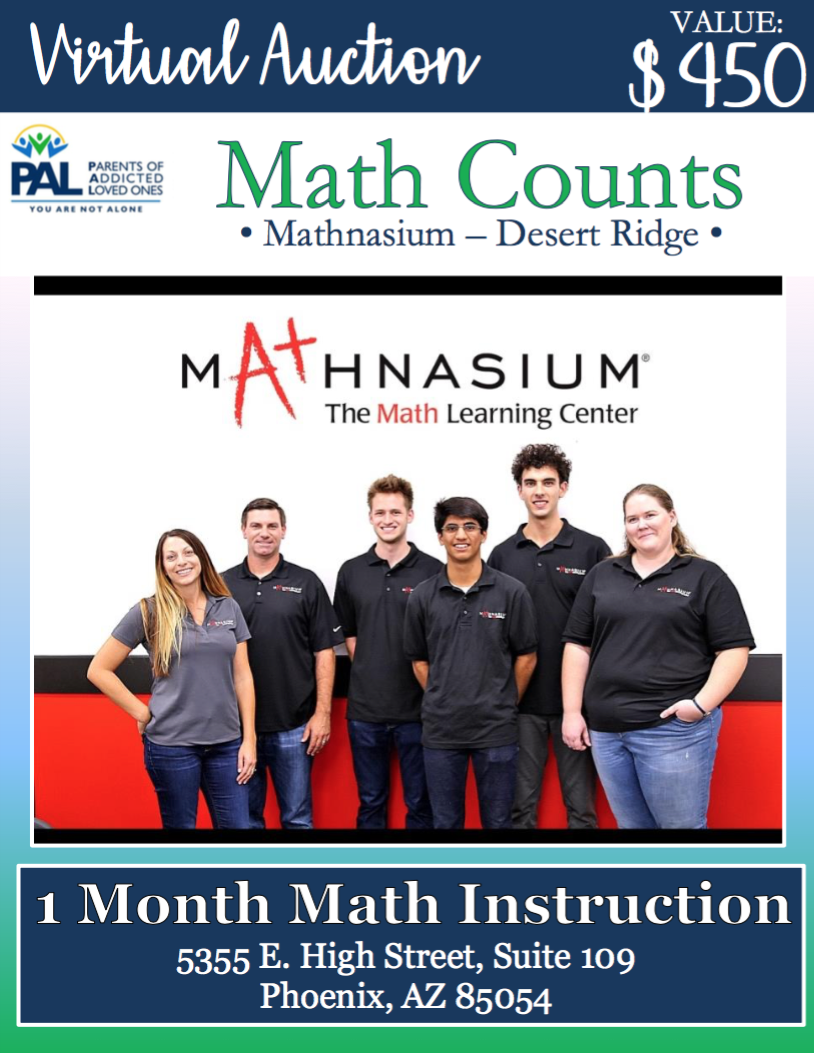 Virtual Auction
VALUE:
$450
PAL
PARENTS OF
ADDICTED
LOVED ONES
YOU ARE NOT ALONE
Math Counts
• Mathnasium – Desert Ridge •
MATHNASIUM®
The Math Learning Center
1 Month Math Instruction
5355 E. High Street, Suite 109
Phoenix, AZ 85054